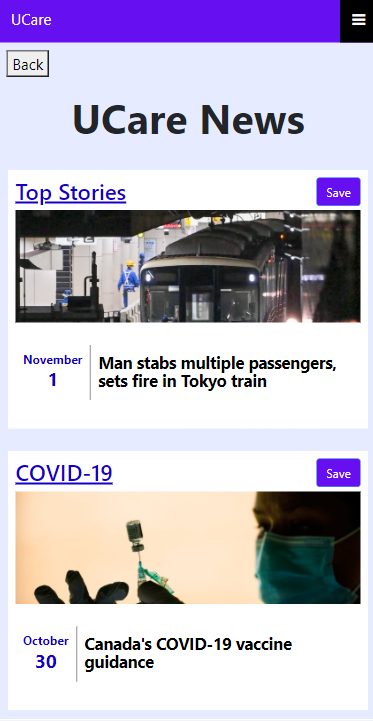 UCare
Back
UCare News
Top Stories
Save
November
1
Man stabs multiple passengers,
sets fire in Tokyo train
COVID-19
Save
October
30
Canada's COVID-19 vaccine
guidance